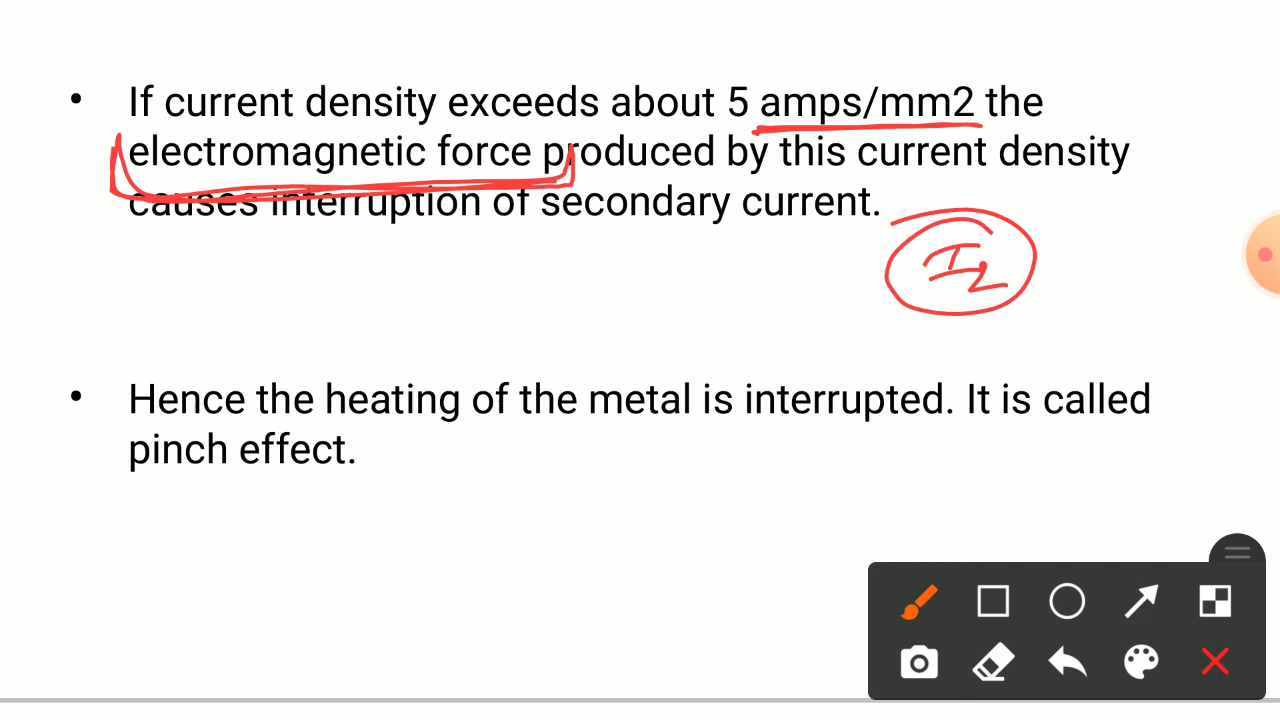 • If current density exceeds about 5 amps/mm2 the
electromagnetic force produced by this current density
causes interruption of secondary current.
I2
• Hence the heating of the metal is interrupted. It is called
pinch effect.